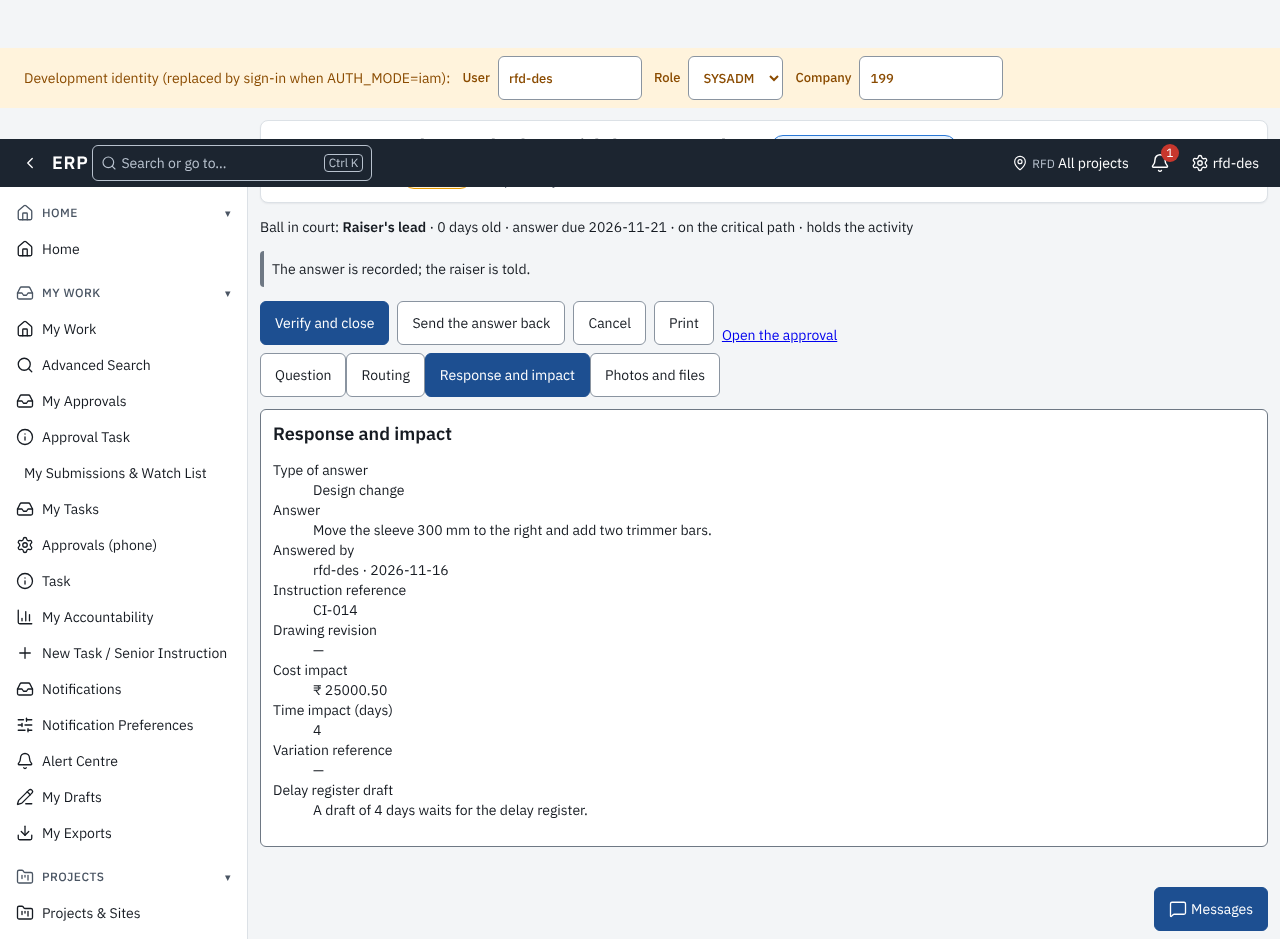 Development identity (replaced by sign-in when AUTH_MODE=iam): User rfd-des Role SYSADM Company 199
ERP Search or go to... Ctrl K RFD All projects 1 rfd-des
HOME
Home
MY WORK
My Work
Advanced Search
My Approvals
Approval Task
My Submissions & Watch List
My Tasks
Approvals (phone)
Task
My Accountability
New Task / Senior Instruction
Notifications
Notification Preferences
Alert Centre
My Drafts
My Exports
PROJECTS
Projects & Sites
Ball in court: Raiser's lead · 0 days old · answer due 2026-11-21 · on the critical path · holds the activity
The answer is recorded; the raiser is told.
Verify and close Send the answer back Cancel Print Open the approval
Question Routing Response and impact Photos and files
Response and impact
Type of answer
Design change
Answer
Move the sleeve 300 mm to the right and add two trimmer bars.
Answered by
rfd-des · 2026-11-16
Instruction reference
CI-014
Drawing revision
—
Cost impact
₹ 25000.50
Time impact (days)
4
Variation reference
—
Delay register draft
A draft of 4 days waits for the delay register.
Messages